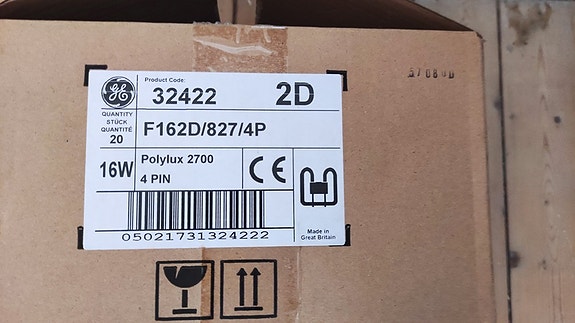 Product Code:
GE
32422 2D
QUANTITY
STÜCK
QUANTITÉ
20
F162D/827/4P
16W
Polylux 2700
4 PIN
CE
05021731324222
Made in
Great Britain